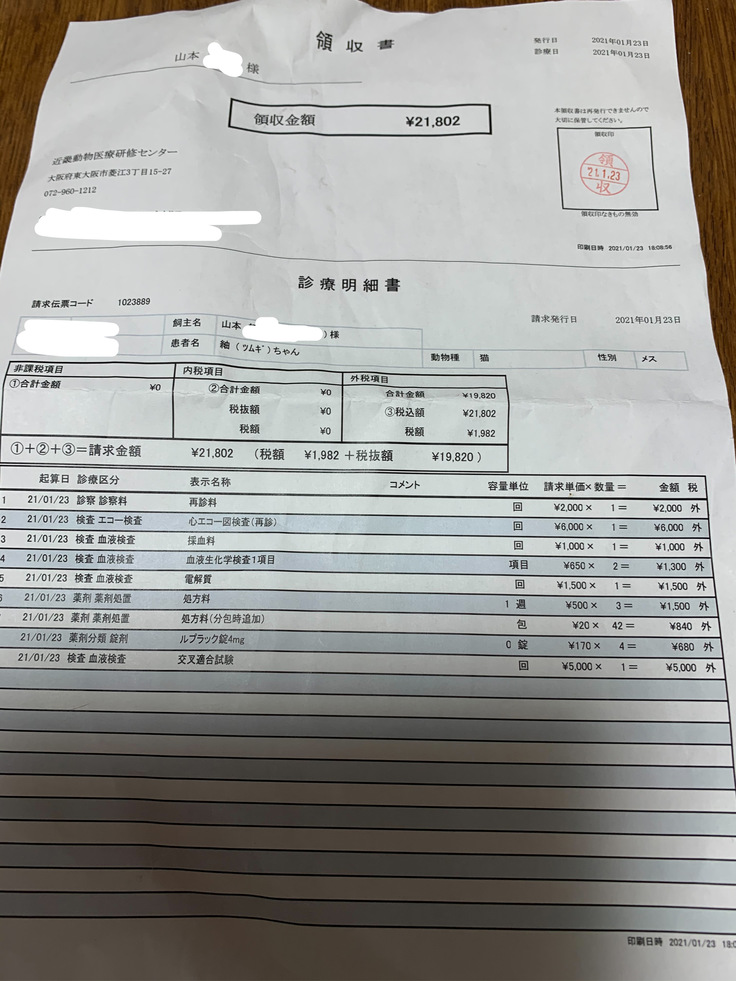 領収書
発行日 2021年01月23日
診療日 2021年01月23日
山本 様
領収金額 ¥21,802
本領収書は再発行できませんので
大切に保管してください。
領収印
領
21.1.23
収
領収印なきもの無効
近畿動物医療研修センター
大阪府東大阪市菱江3丁目15-27
072-960-1212
印刷日時 2021/01/23 18:08:56
診療明細書
請求伝票コード 1023889
請求発行日 2021年01月23日
飼主名 山本 ) 様
患者名 紬(ツムギ)ちゃん
動物種 猫 性別 メス
非課税項目 内税項目 外税項目
①合計金額 ¥0 ②合計金額 ¥0 合計金額 ¥19,820
税抜額 ¥0 ③税込額 ¥21,802
税額 ¥0 税額 ¥1,982
①+②+③=請求金額 ¥21,802 (税額 ¥1,982 +税抜額 ¥19,820 )
起算日 診療区分 表示名称 コメント 容量単位 請求単価× 数量 = 金額 税
1 21/01/23 診察 診察料 再診料 回 ¥2,000 × 1 = ¥2,000 外
2 21/01/23 検査 エコー検査 心エコー図検査(再診) 回 ¥6,000 × 1 = ¥6,000 外
3 21/01/23 検査 血液検査 採血料 回 ¥1,000 × 1 = ¥1,000 外
4 21/01/23 検査 血液検査 血液生化学検査1項目 項目 ¥650 × 2 = ¥1,300 外
5 21/01/23 検査 血液検査 電解質 回 ¥1,500 × 1 = ¥1,500 外
6 21/01/23 薬剤 薬剤処置 処方料 1 週 ¥500 × 3 = ¥1,500 外
21/01/23 薬剤 薬剤処置 処方料(分包時追加) 包 ¥20 × 42 = ¥840 外
21/01/23 薬剤分類 錠剤 ルプラック錠4mg 0 錠 ¥170 × 4 = ¥680 外
21/01/23 検査 血液検査 交叉適合試験 回 ¥5,000 × 1 = ¥5,000 外
印刷日時 2021/01/23 18:0